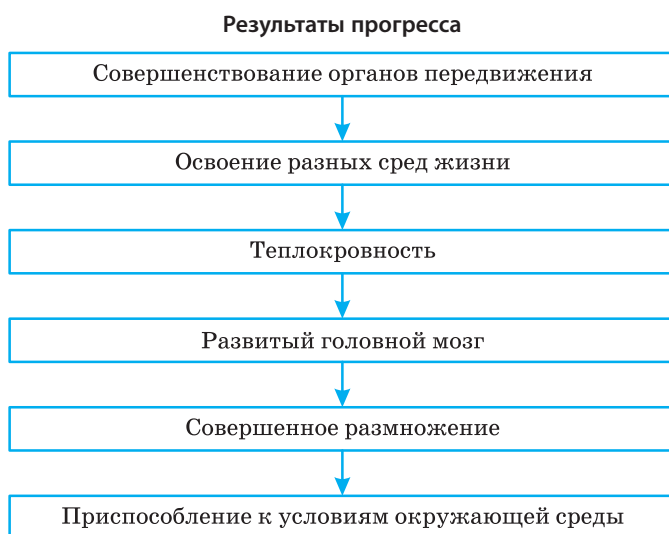 Результаты прогресса
Совершенствование органов передвижения
Освоение разных сред жизни
Теплокровность
Развитый головной мозг
Совершенное размножение
Приспособление к условиям окружающей среды